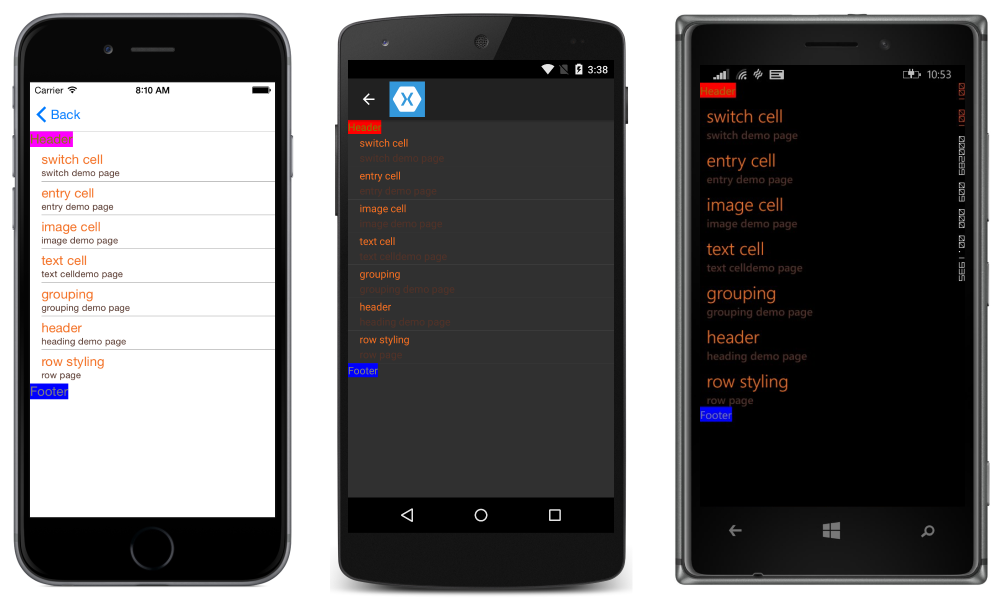 Carrier
8:10 AM
Back
switch cell
switch demo page
entry cell
entry demo page
image cell
image demo page
text cell
text celldemo page
grouping
grouping demo page
header
heading demo page
row styling
row page
Footer
3:38
Header
switch cell
switch demo page
entry cell
entry demo page
image cell
image demo page
text cell
text celldemo page
grouping
grouping demo page
header
heading demo page
row styling
row page
Footer
10:53
Header
switch cell
switch demo page
entry cell
entry demo page
image cell
image demo page
text cell
text celldemo page
grouping
grouping demo page
header
heading demo page
row styling
row page
Footer